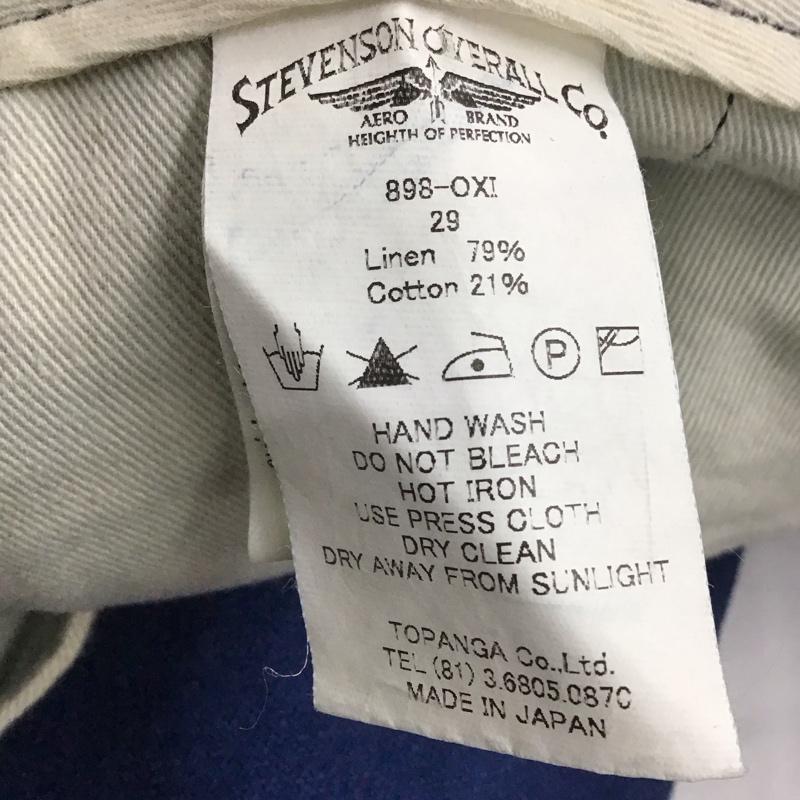 STEVENSON OVERALL CO.
AERO BRAND
HEIGHTH OF PERFECTION
898-OXI
29
Linen 79%
Cotton 21%
P
HAND WASH
DO NOT BLEACH
HOT IRON
USE PRESS CLOTH
DRY CLEAN
DRY AWAY FROM SUNLIGHT
TOPANGA Co.,Ltd.
TEL (81) 3.6805.0870
MADE IN JAPAN